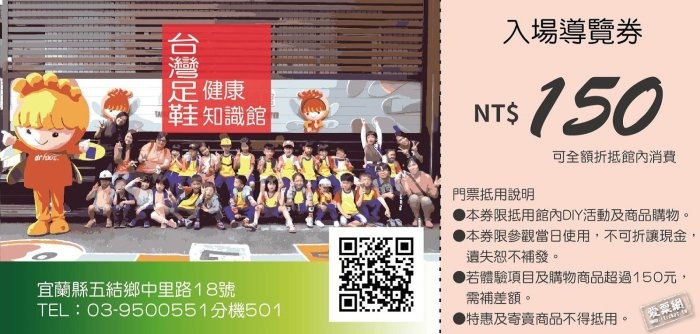 台灣足鞋
健康
知識館
dr.foot
宜蘭縣五結鄉中里路18號
TEL：03-9500551分機501
入場導覽券
NT$ 150
可全額折抵館內消費
門票抵用說明
●本券限抵用館內DIY活動及商品購物。
●本券限參觀當日使用，不可折讓現金，
遺失恕不補發。
●若體驗項目及購物商品超過150元，
需補差額。
●特惠及寄賣商品不得抵用。
愛票網